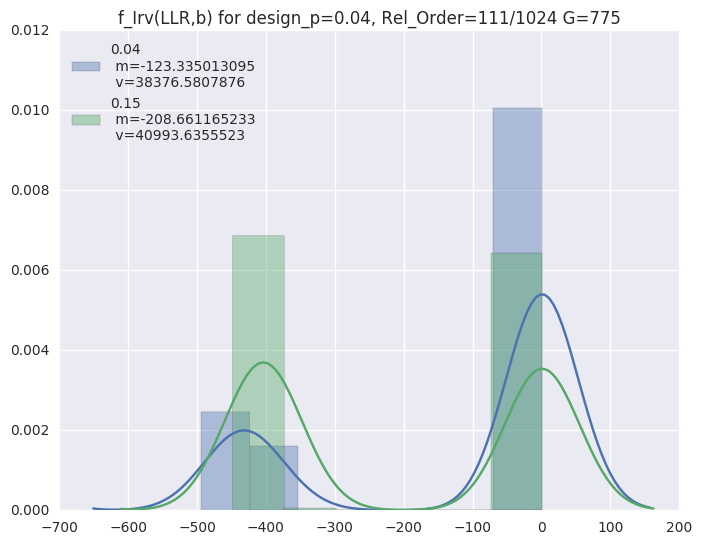 f_Irv(LLR,b) for design_p=0.04, Rel_Order=111/1024 G=775
0.012
0.010
0.008
0.006
0.004
0.002
0.000
0.04
m=-123.335013095
v=38376.5807876
0.15
m=-208.661165233
v=40993.6355523
−700 −600 −500 −400 −300 −200 −100 0 100 200